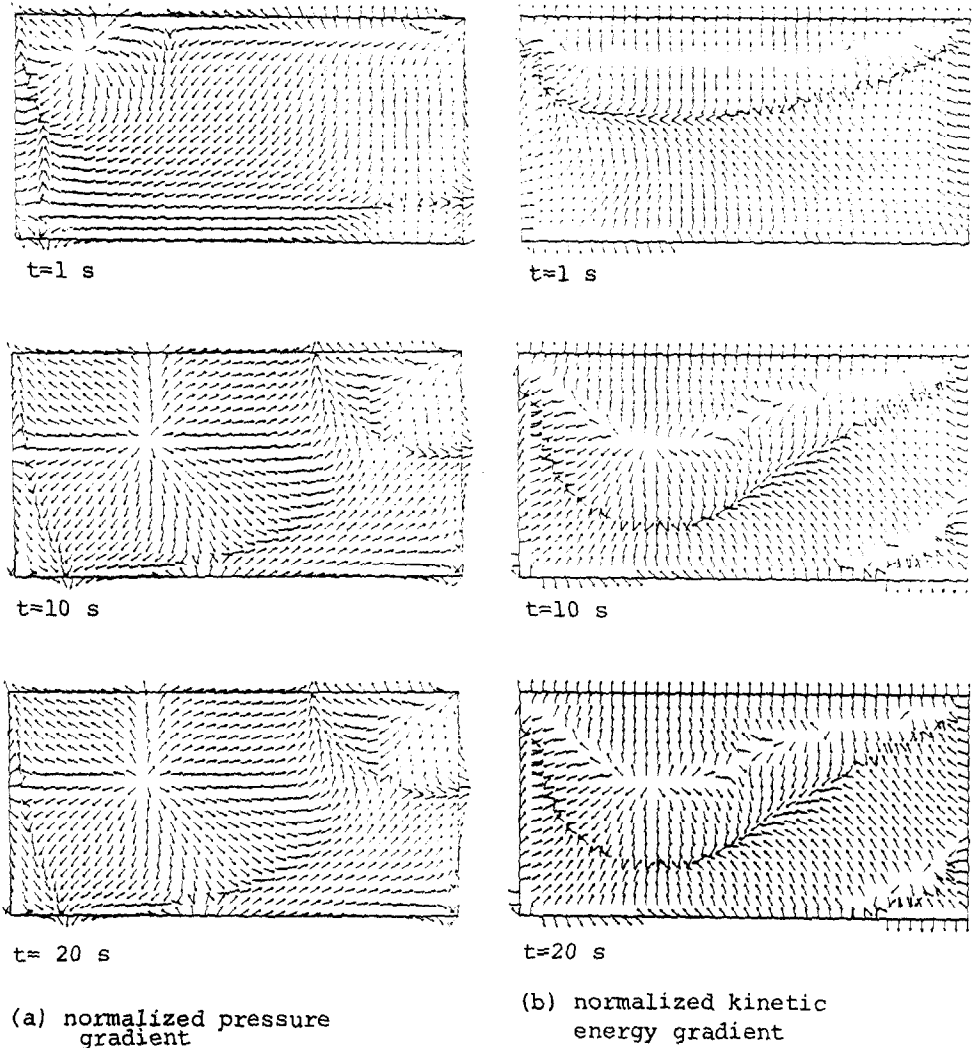 t=1 s
t=1 s
t=10 s
t=10 s
t= 20 s
t=20 s
(a) normalized pressure
gradient
(b) normalized kinetic
energy gradient